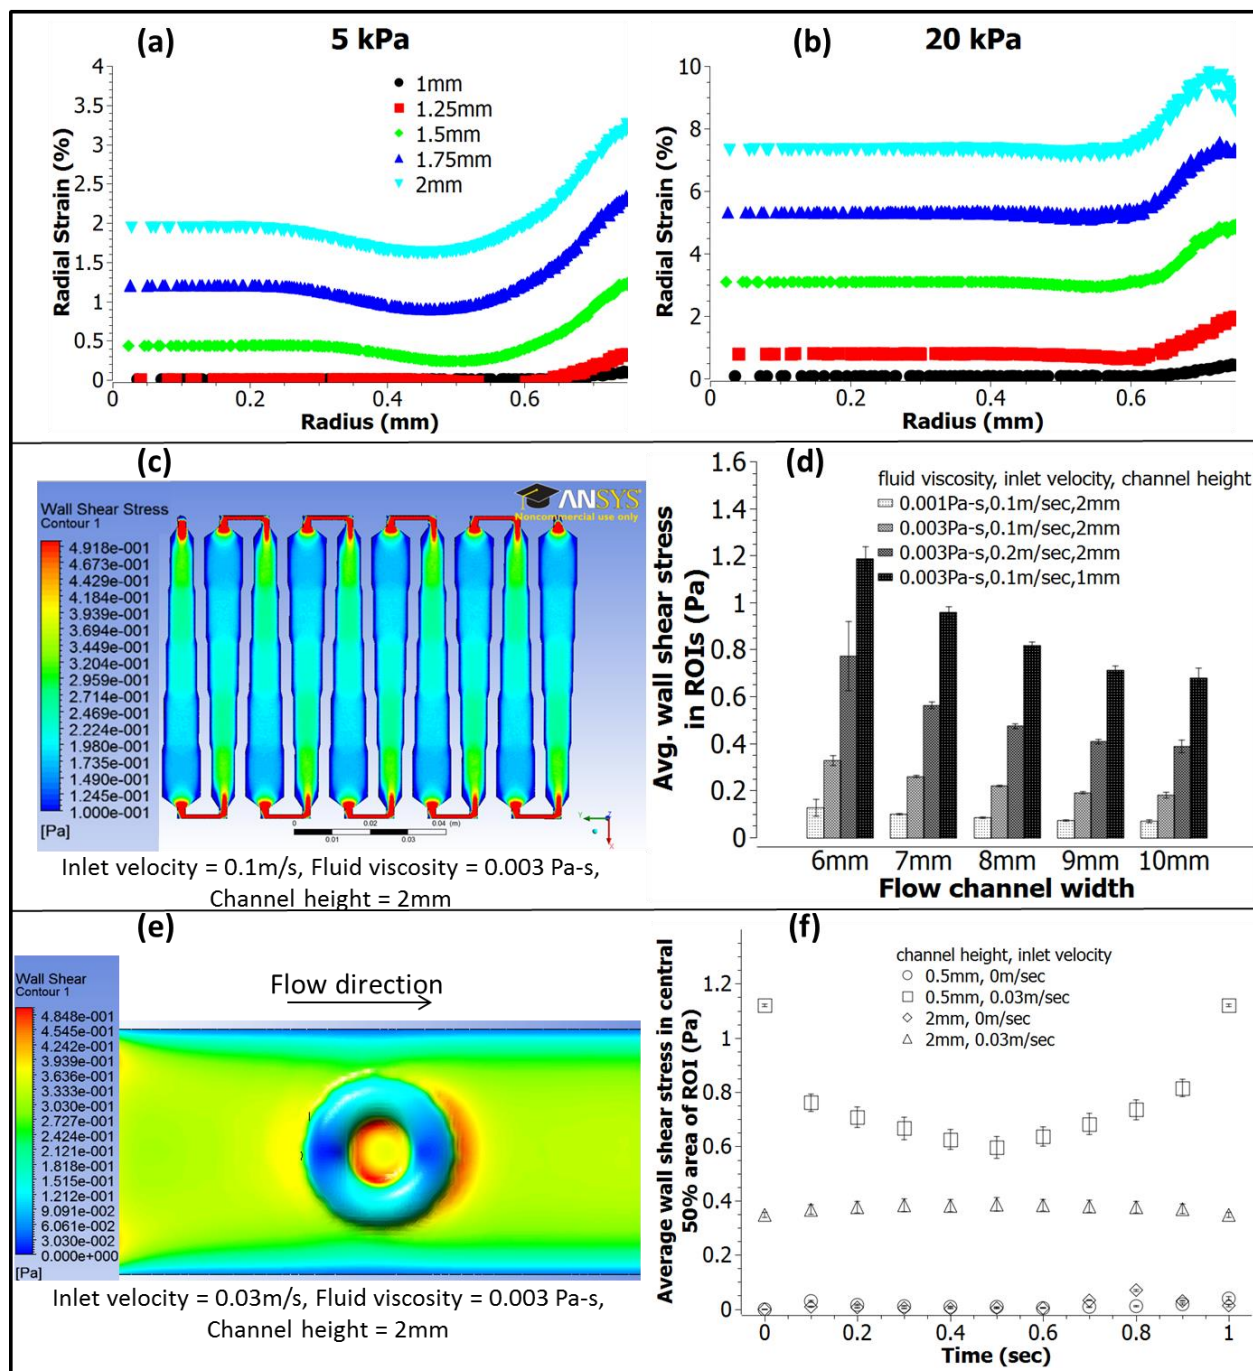 (a)
5 kPa
Radial Strain (%)
4
3.5
3
2.5
2
1.5
1
0.5
0
1mm
1.25mm
1.5mm
1.75mm
2mm
0 0.2 0.4 0.6
Radius (mm)
(b)
20 kPa
Radial Strain (%)
10
8
6
4
2
0
0 0.2 0.4 0.6
Radius (mm)
(c)
Wall Shear Stress
Contour 1
4.918e-001
4.673e-001
4.429e-001
4.184e-001
3.939e-001
3.694e-001
3.449e-001
3.204e-001
2.959e-001
2.714e-001
2.469e-001
2.224e-001
1.980e-001
1.735e-001
1.490e-001
1.245e-001
1.000e-001
[Pa]
ANSYS
Noncommercial use only
0 0.02 0.04 (m)
0.01 0.03
Y
Z
X
Inlet velocity = 0.1m/s, Fluid viscosity = 0.003 Pa-s,
Channel height = 2mm
(d)
Avg. wall shear stress
in ROIs (Pa)
1.6
1.4
1.2
1
0.8
0.6
0.4
0.2
0
fluid viscosity, inlet velocity, channel height
0.001Pa-s,0.1m/sec,2mm
0.003Pa-s,0.1m/sec,2mm
0.003Pa-s,0.2m/sec,2mm
0.003Pa-s,0.1m/sec,1mm
6mm 7mm 8mm 9mm 10mm
Flow channel width
(e)
Wall Shear
Contour 1
4.848e-001
4.545e-001
4.242e-001
3.939e-001
3.636e-001
3.333e-001
3.030e-001
2.727e-001
2.424e-001
2.121e-001
1.818e-001
1.515e-001
1.212e-001
9.091e-002
6.061e-002
3.030e-002
0.000e+000
[Pa]
Flow direction
Inlet velocity = 0.03m/s, Fluid viscosity = 0.003 Pa-s,
Channel height = 2mm
(f)
Average wall shear stress in central
50% area of ROI (Pa)
1.2
1
0.8
0.6
0.4
0.2
0
channel height, inlet velocity
0.5mm, 0m/sec
0.5mm, 0.03m/sec
2mm, 0m/sec
2mm, 0.03m/sec
0 0.2 0.4 0.6 0.8 1
Time (sec)